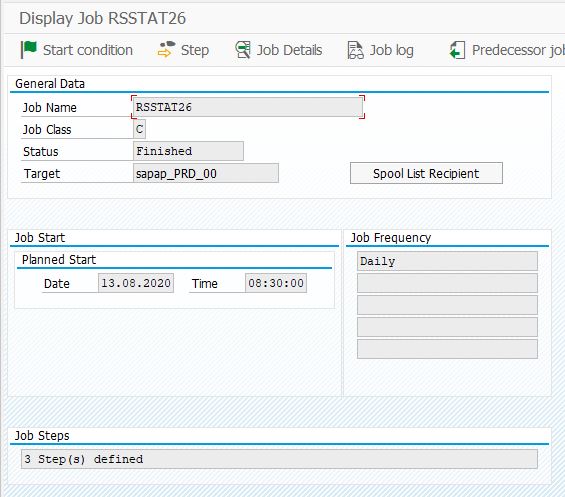 Display Job RSSTAT26
Start condition Step Job Details Job log Predecessor job
General Data
Job Name RSSTAT26
Job Class C
Status Finished
Target sapap_PRD_00 Spool List Recipient
Job Start Job Frequency
Planned Start Daily
Date 13.08.2020 Time 08:30:00
Job Steps
3 Step(s) defined